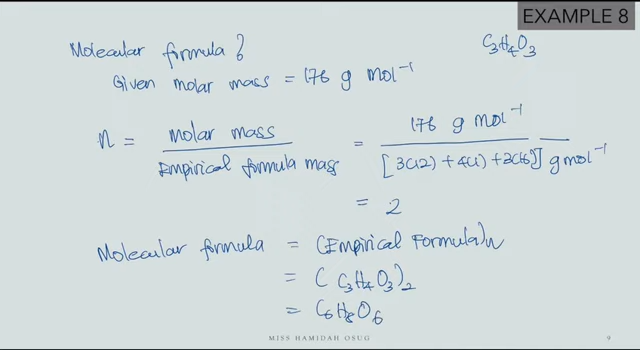 EXAMPLE 8
Molecular formula? C₃H₄O₃
Given molar mass = 176 g mol⁻¹
n = molar mass / Empirical formula mass = 176 g mol⁻¹ / [3(12) + 4(1) + 3(16)] g mol⁻¹
= 2
Molecular formula = (Empirical Formula)n
= (C₃H₄O₃)₂
= C₆H₈O₆
MISS HAMIDAH OSUG 9